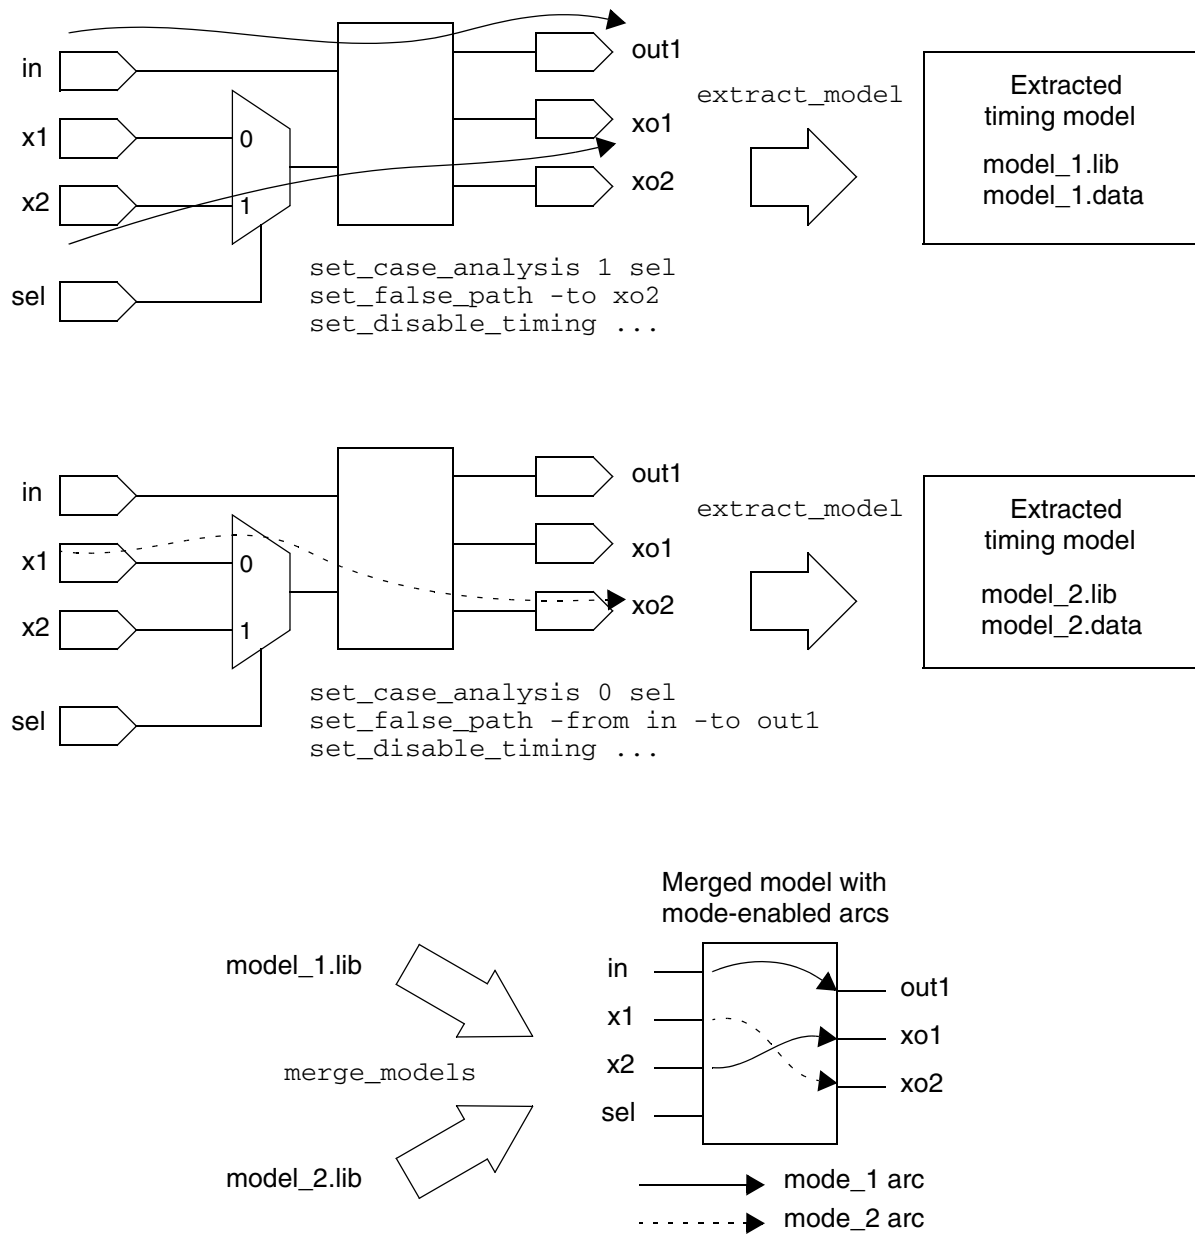 in
x1
x2
sel
0
1
out1
xo1
xo2
set_case_analysis 1 sel
set_false_path -to xo2
set_disable_timing ...
extract_model
Extracted
timing model
model_1.lib
model_1.data
in
x1
x2
sel
0
1
out1
xo1
xo2
set_case_analysis 0 sel
set_false_path -from in -to out1
set_disable_timing ...
extract_model
Extracted
timing model
model_2.lib
model_2.data
model_1.lib
merge_models
model_2.lib
Merged model with
mode-enabled arcs
in
x1
x2
sel
out1
xo1
xo2
mode_1 arc
mode_2 arc